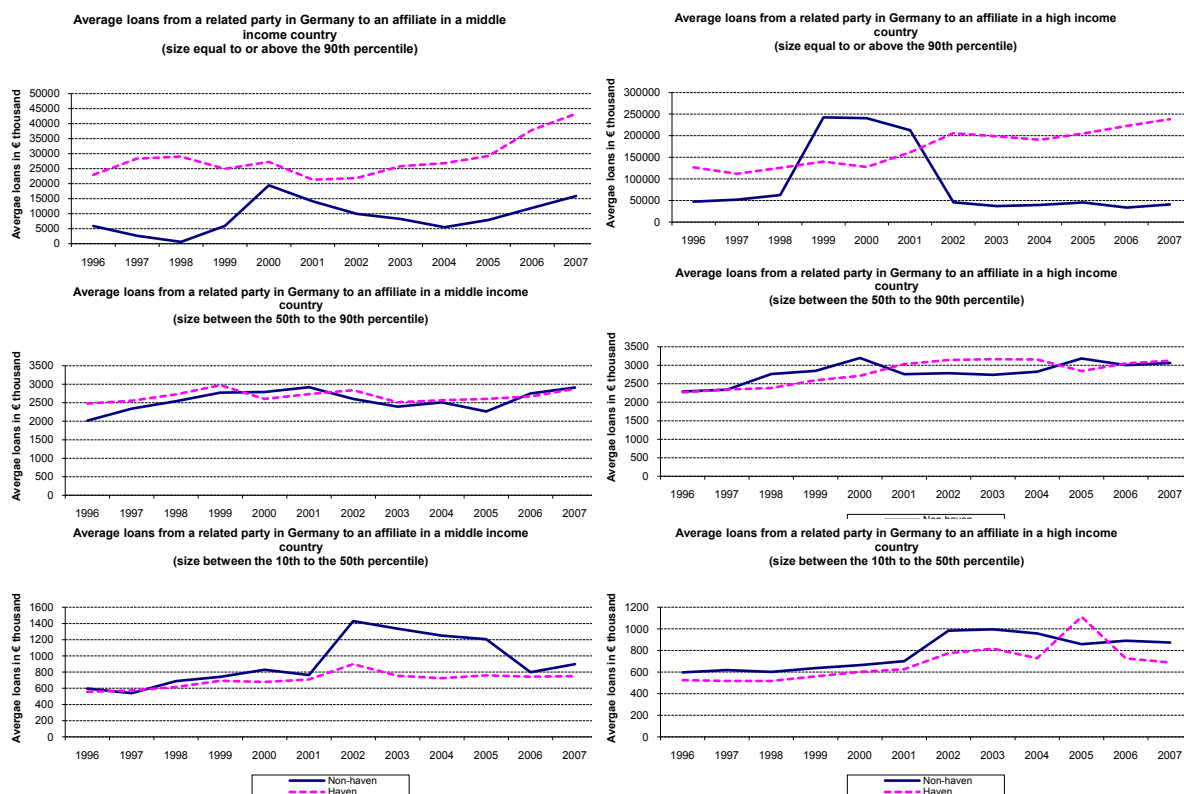 Average loans from a related party in Germany to an affiliate in a middle
income country
(size equal to or above the 90th percentile)
Avergae loans in € thousand
50000
45000
40000
35000
30000
25000
20000
15000
10000
5000
0
1996 1997 1998 1999 2000 2001 2002 2003 2004 2005 2006 2007
Average loans from a related party in Germany to an affiliate in a high income
country
(size equal to or above the 90th percentile)
Avergae loans in € thousand
300000
250000
200000
150000
100000
50000
0
1996 1997 1998 1999 2000 2001 2002 2003 2004 2005 2006 2007
Average loans from a related party in Germany to an affiliate in a middle income
country
(size between the 50th to the 90th percentile)
Avergae loans in € thousand
3500
3000
2500
2000
1500
1000
500
0
1996 1997 1998 1999 2000 2001 2002 2003 2004 2005 2006 2007
Average loans from a related party in Germany to an affiliate in a high income
country
(size between the 50th to the 90th percentile)
Avergae loans in € thousand
3500
3000
2500
2000
1500
1000
500
0
1996 1997 1998 1999 2000 2001 2002 2003 2004 2005 2006 2007
Non-haven
Average loans from a related party in Germany to an affiliate in a middle income
country
(size between the 10th to the 50th percentile)
Avergae loans in € thousand
1600
1400
1200
1000
800
600
400
200
0
1996 1997 1998 1999 2000 2001 2002 2003 2004 2005 2006 2007
Non-haven
Haven
Average loans from a related party in Germany to an affiliate in a high income
country
(size between the 10th to the 50th percentile)
Avergae loans in € thousand
1200
1000
800
600
400
200
0
1996 1997 1998 1999 2000 2001 2002 2003 2004 2005 2006 2007
Non-haven
Haven